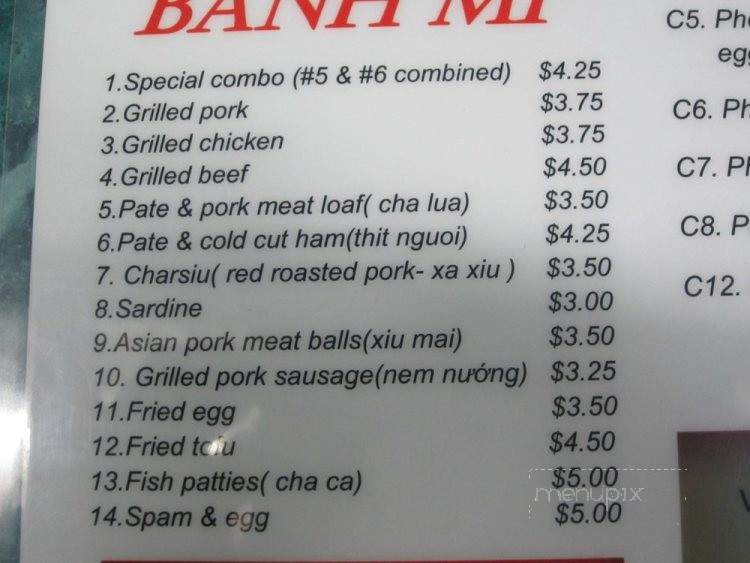 BANH MI
1.Special combo (#5 & #6 combined) $4.25
2.Grilled pork $3.75
3.Grilled chicken $3.75
4.Grilled beef $4.50
5.Pate & pork meat loaf( cha lua) $3.50
6.Pate & cold cut ham(thit nguoi) $4.25
7. Charsiu( red roasted pork- xa xiu ) $3.50
8.Sardine $3.00
9.Asian pork meat balls(xiu mai) $3.50
10. Grilled pork sausage(nem nướng) $3.25
11.Fried egg $3.50
12.Fried tofu $4.50
13.Fish patties( cha ca) $5.00
14.Spam & egg $5.00
C5.
C6.
C7.
C8.
C12.
menupix